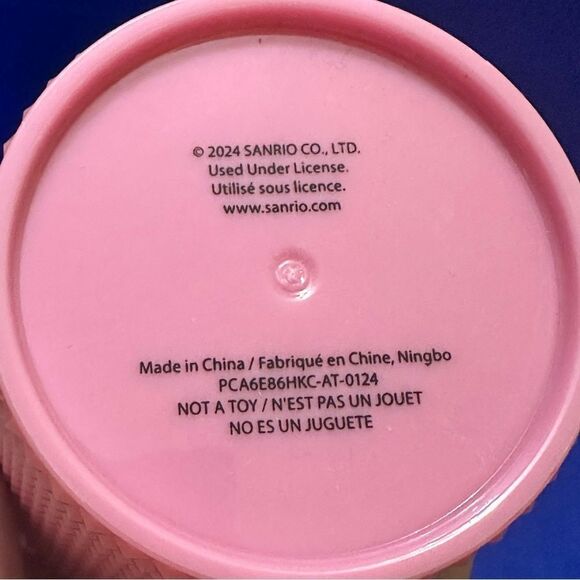 © 2024 SANRIO CO., LTD.
Used Under License.
Utilisé sous licence.
www.sanrio.com
Made in China / Fabriqué en Chine, Ningbo
PCA6E86HKC-AT-0124
NOT A TOY / N'EST PAS UN JOUET
NO ES UN JUGUETE